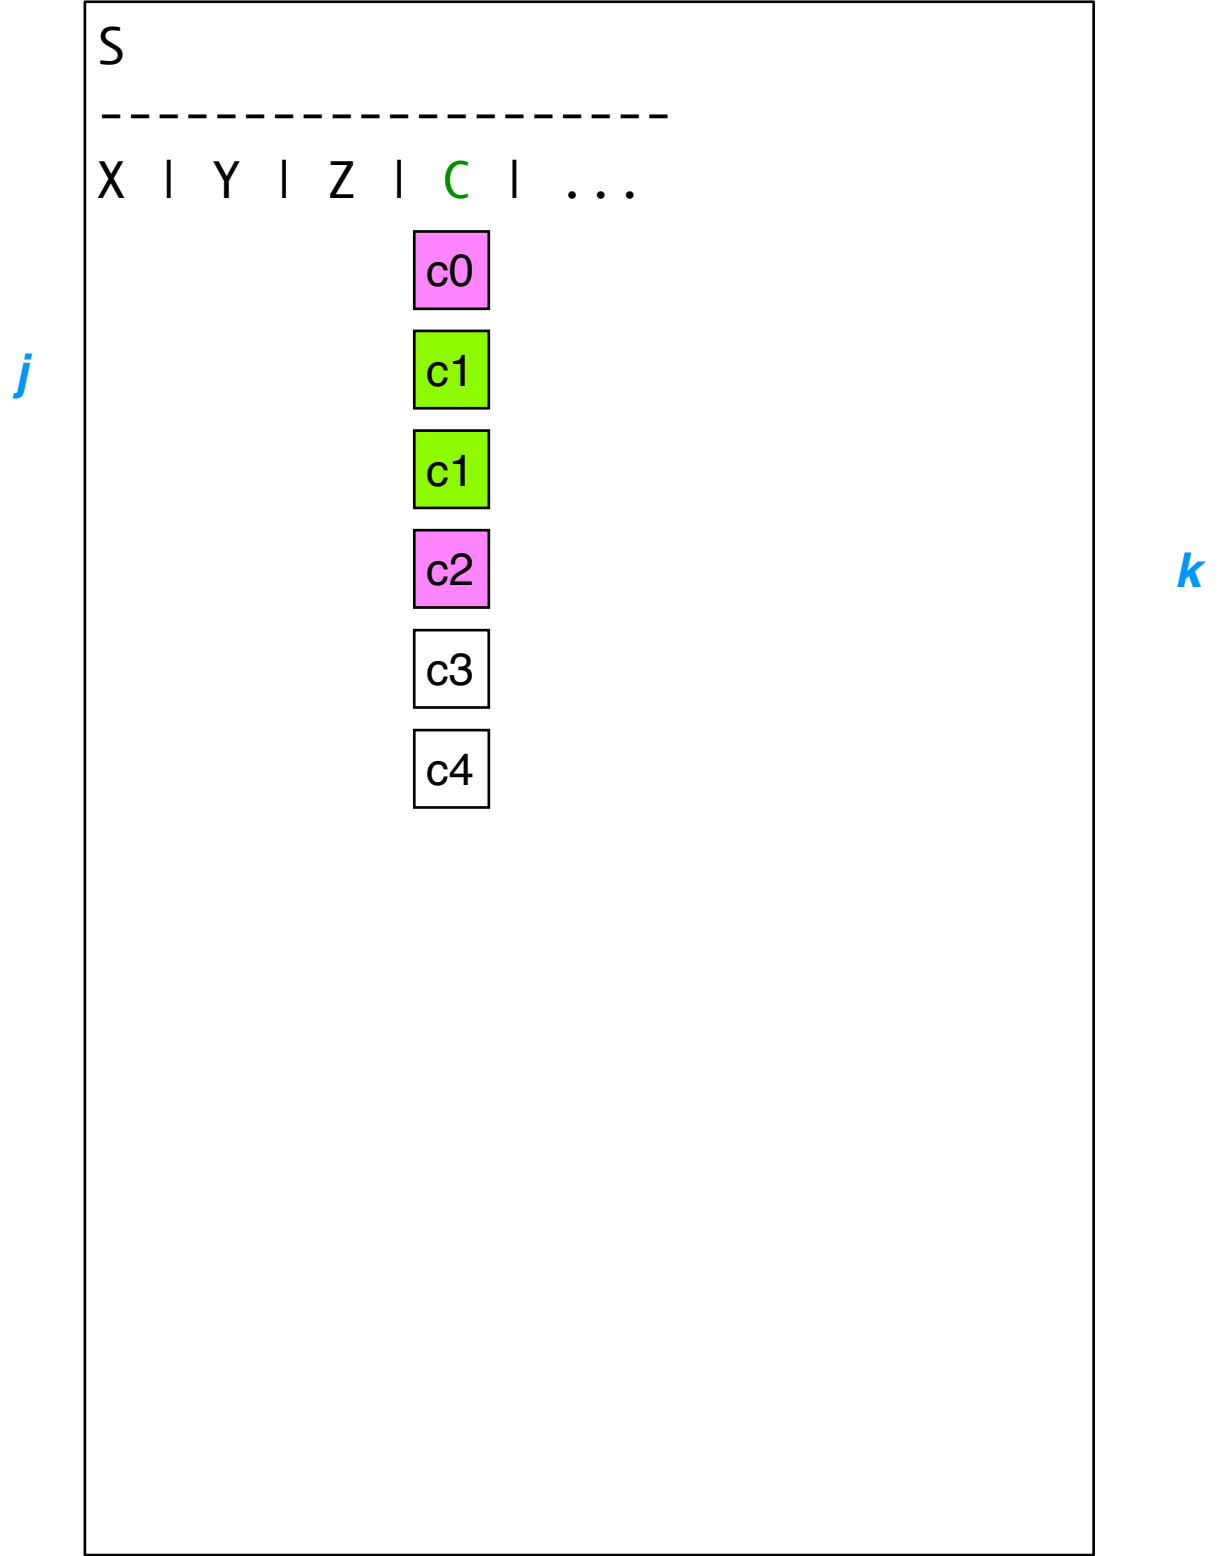 S
--------------------
X | Y | Z | C | ...
c0
j c1
c1
c2 k
c3
c4